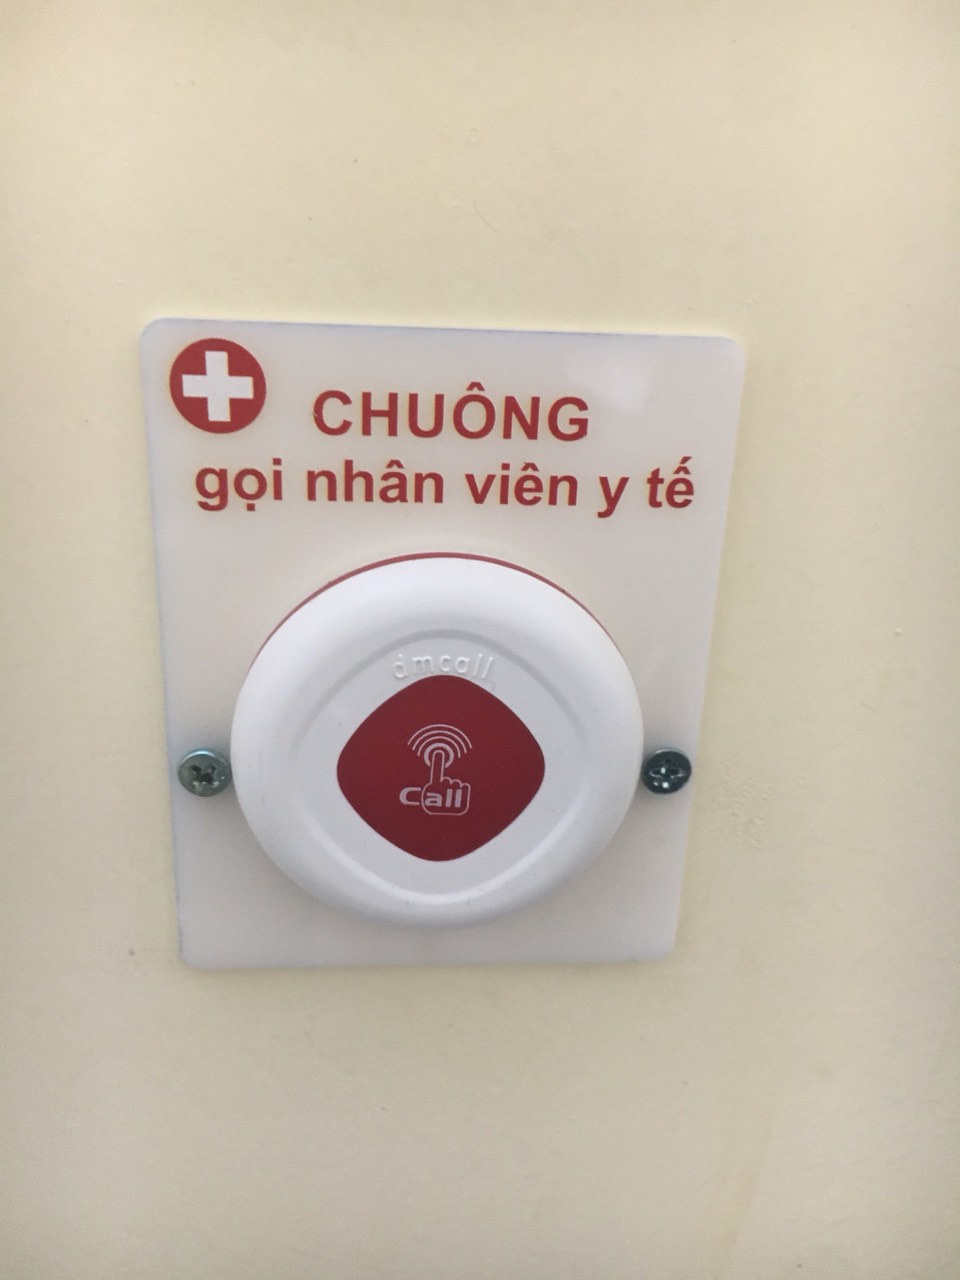 CHUÔNG
gọi nhân viên y tế
dmcall
Call